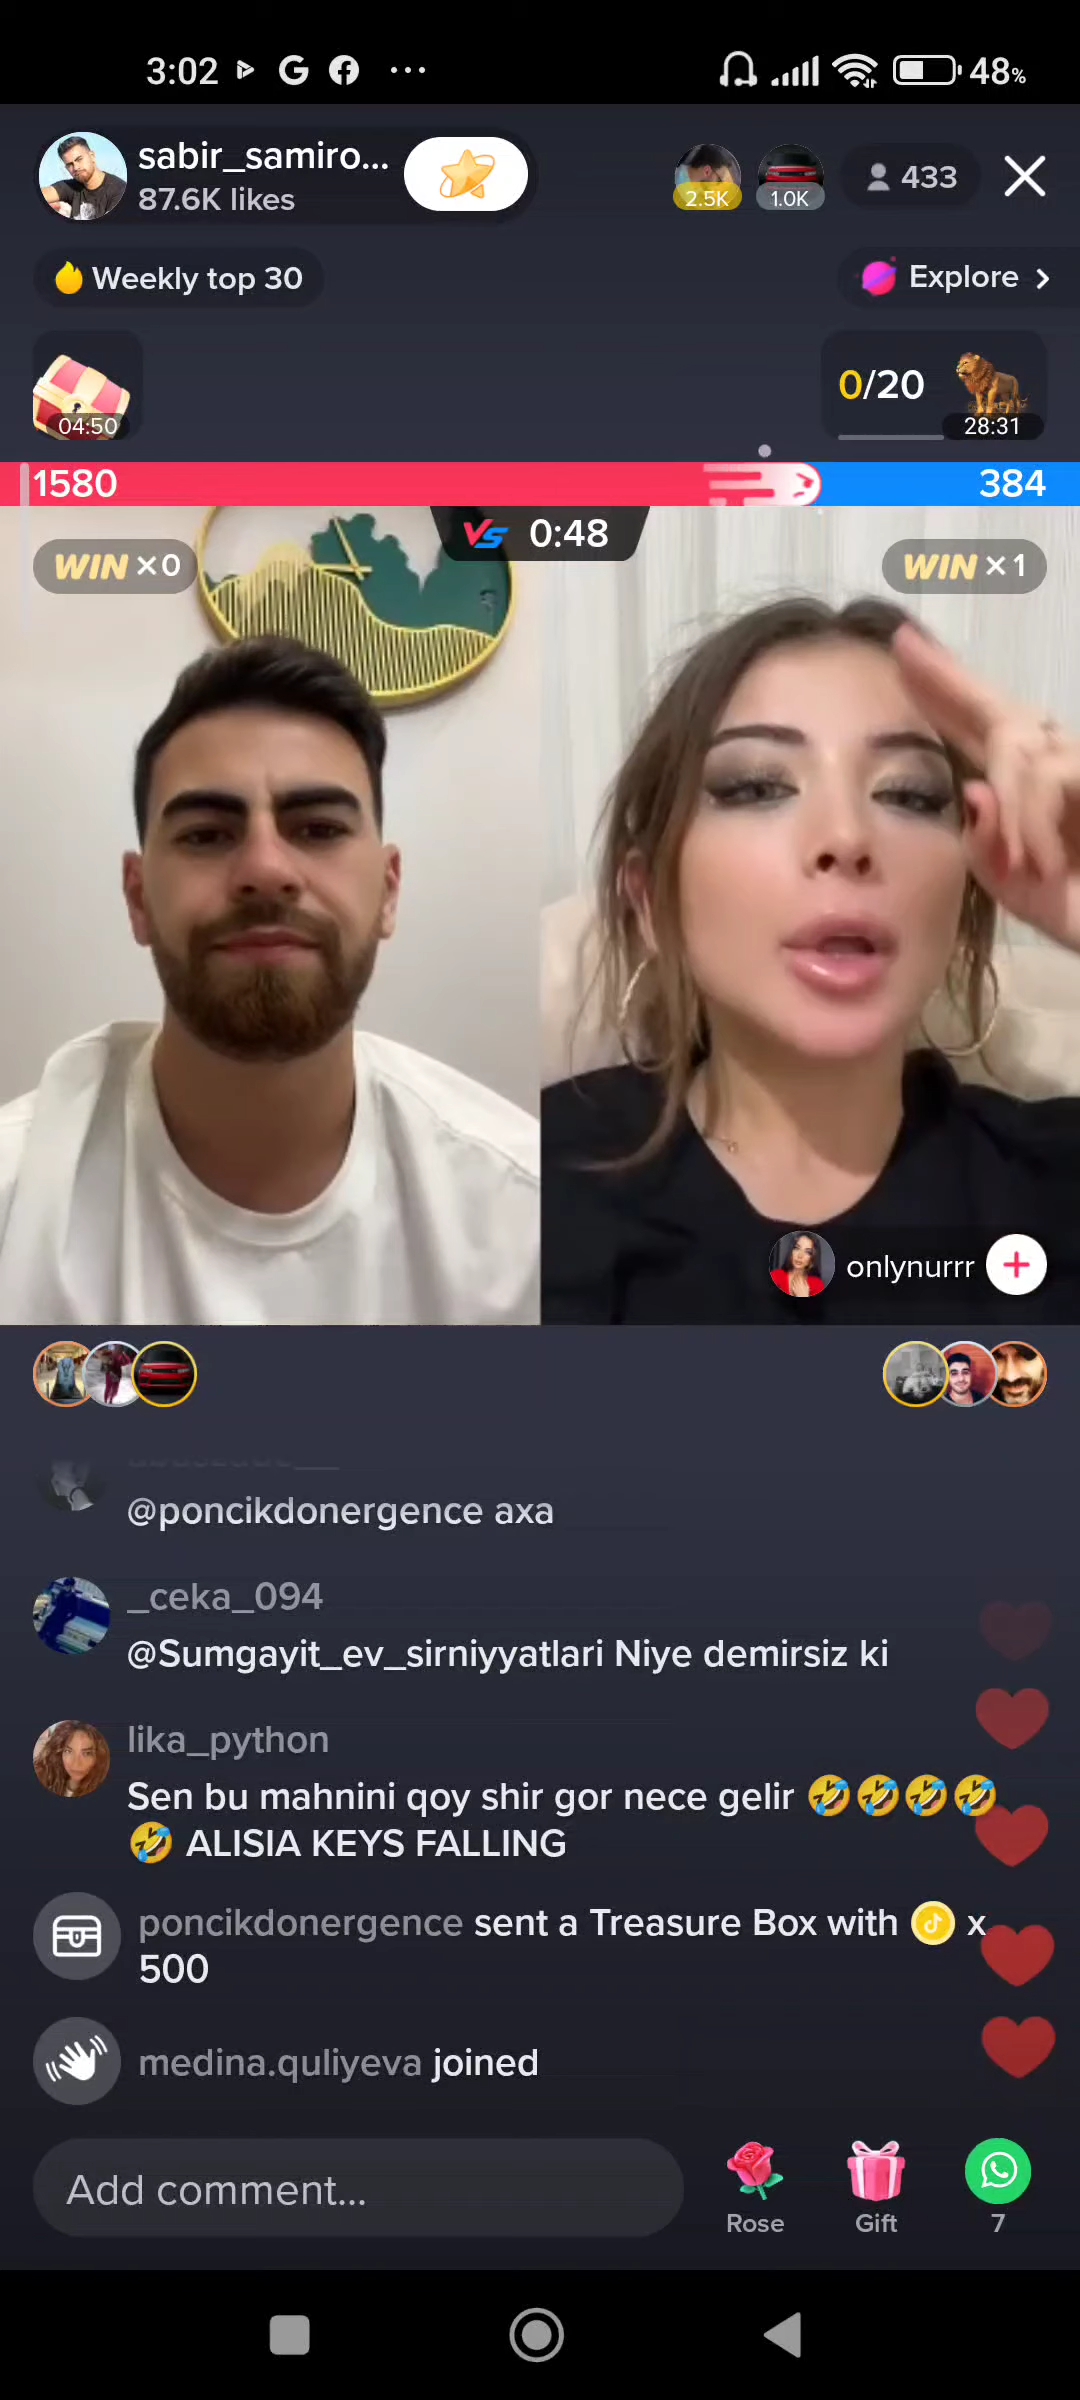 3:02
48%
sabir_samiro...
87.6K likes
2.5K
1.0K
433
Weekly top 30
Explore
04:50
0/20
28:31
1580
384
VS 0:48
WIN ×0
WIN ×1
onlynurrr
@poncikdonergence axa
_ceka_094
@Sumgayit_ev_sirniyyatlari Niye demirsiz ki
lika_python
Sen bu mahnini qoy shir gor nece gelir 🤣🤣🤣🤣
🤣 ALISIA KEYS FALLING
poncikdonergence sent a Treasure Box with x
500
medina.quliyeva joined
Add comment...
Rose
Gift
7